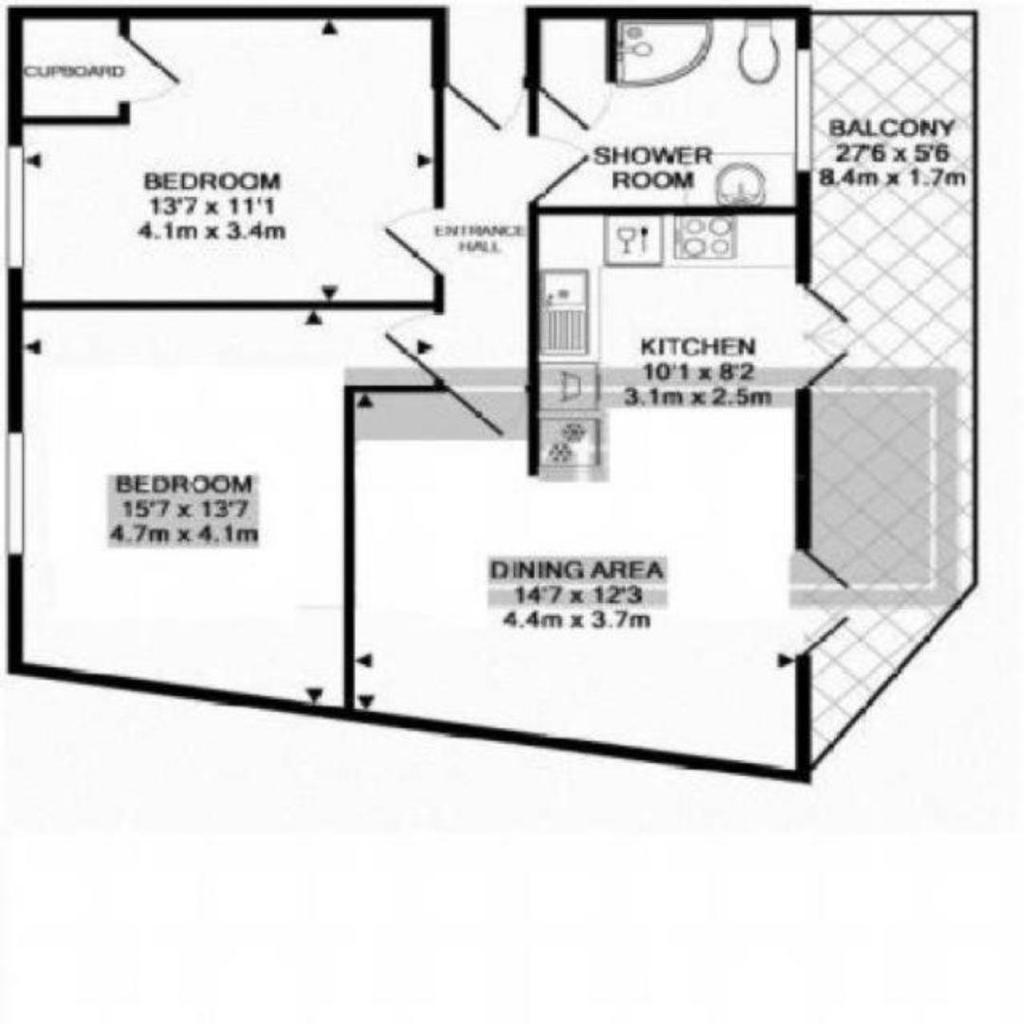 CUPBOARD
BEDROOM
13'7 x 11'1
4.1m x 3.4m
ENTRANCE
HALL
SHOWER
ROOM
BALCONY
27'6 x 5'6
8.4m x 1.7m
KITCHEN
10'1 x 8'2
3.1m x 2.5m
BEDROOM
15'7 x 13'7
4.7m x 4.1m
DINING AREA
14'7 x 12'3
4.4m x 3.7m